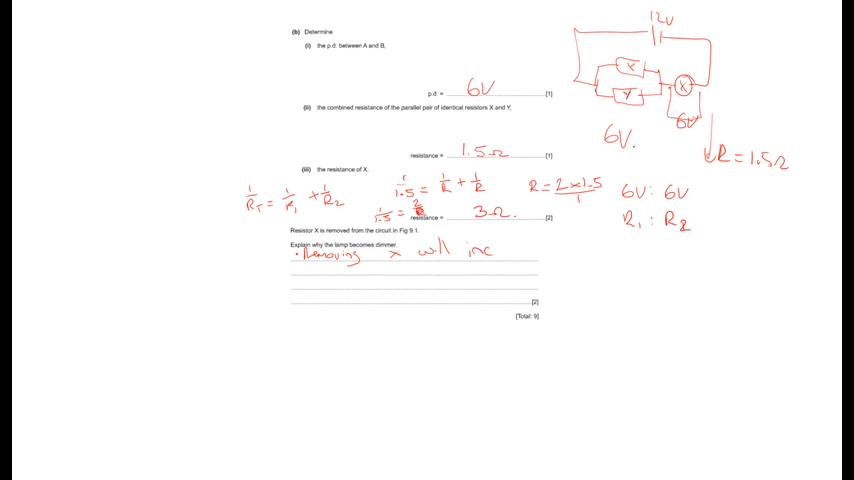 (b) Determine
(i) the p.d. between A and B,
p.d. = 6V [1]
(ii) the combined resistance of the parallel pair of identical resistors X and Y,
resistance = 1.5Ω [1]
(iii) the resistance of X.
1/RT = 1/R1 + 1/R2
1/1.5 = 1/R + 1/R
R = 2×1.5/1
1/1.5 = 2/R
resistance = 3Ω. [2]
Resistor X is removed from the circuit in Fig 9.1.
Explain why the lamp becomes dimmer.
• Removing x will inc
[2]
[Total: 9]
12V
X
Y
6V
6V.
R = 1.5Ω
6V : 6V
R1 : R2